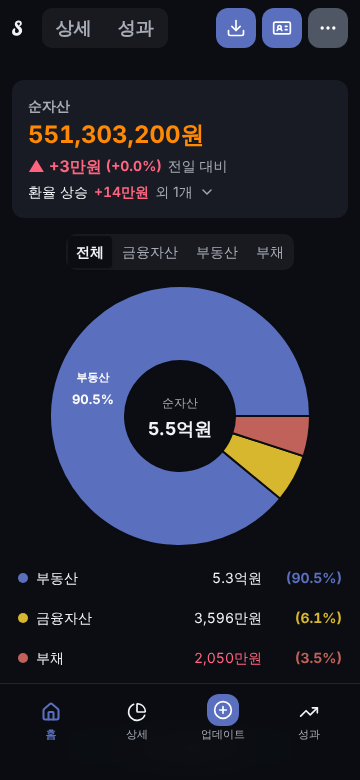 상세 성과
순자산
551,303,200원
▲ +3만원 (+0.0%) 전일 대비
환율 상승 +14만원 외 1개
전체 금융자산 부동산 부채
부동산
90.5%
순자산
5.5억원
부동산 5.3억원 (90.5%)
금융자산 3,596만원 (6.1%)
부채 2,050만원 (3.5%)
홈 상세 업데이트 성과